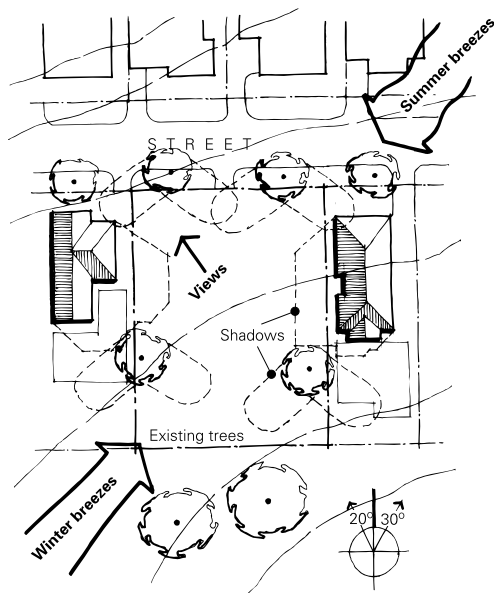 Summer breezes
STREET
Views
Shadows
Existing trees
Winter breezes
20° 30°